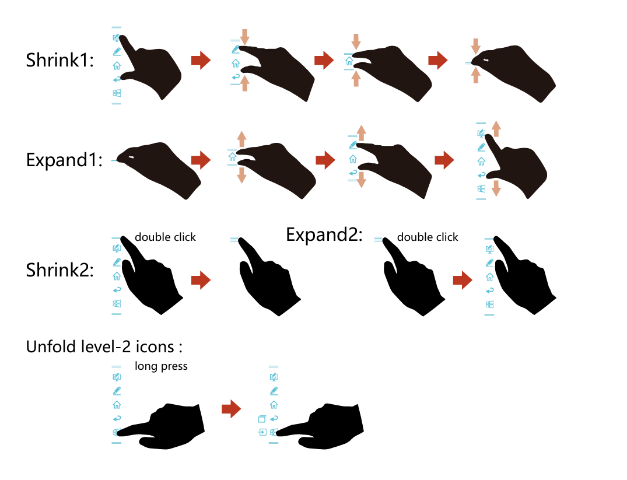 Shrink1:
Expand1:
double click
Expand2:
double click
Shrink2:
Unfold level-2 icons :
long press